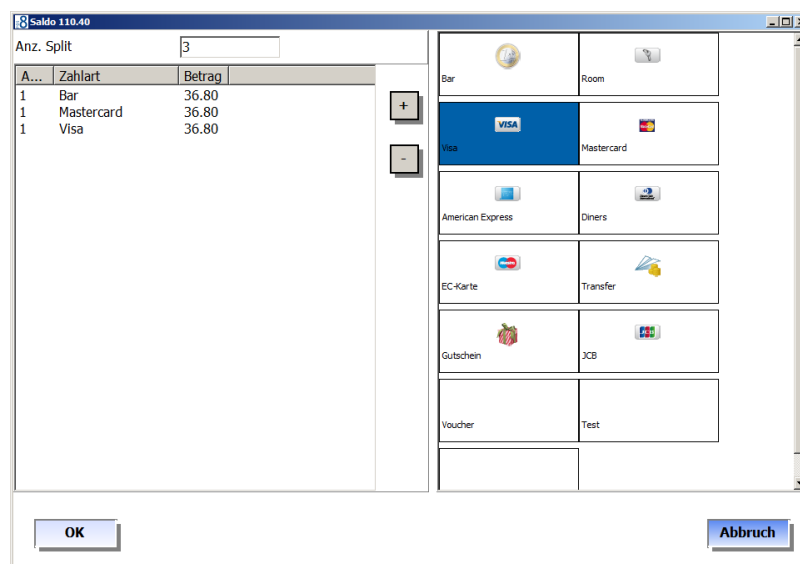 Saldo 110.40
Anz. Split 3
A... Zahlart Betrag
1 Bar 36.80
1 Mastercard 36.80
1 Visa 36.80
+
-
Bar
Room
VISA
Visa
Mastercard
American Express
Diners
EC-Karte
Transfer
Gutschein
JCB
JCB
Voucher
Test
OK
Abbruch